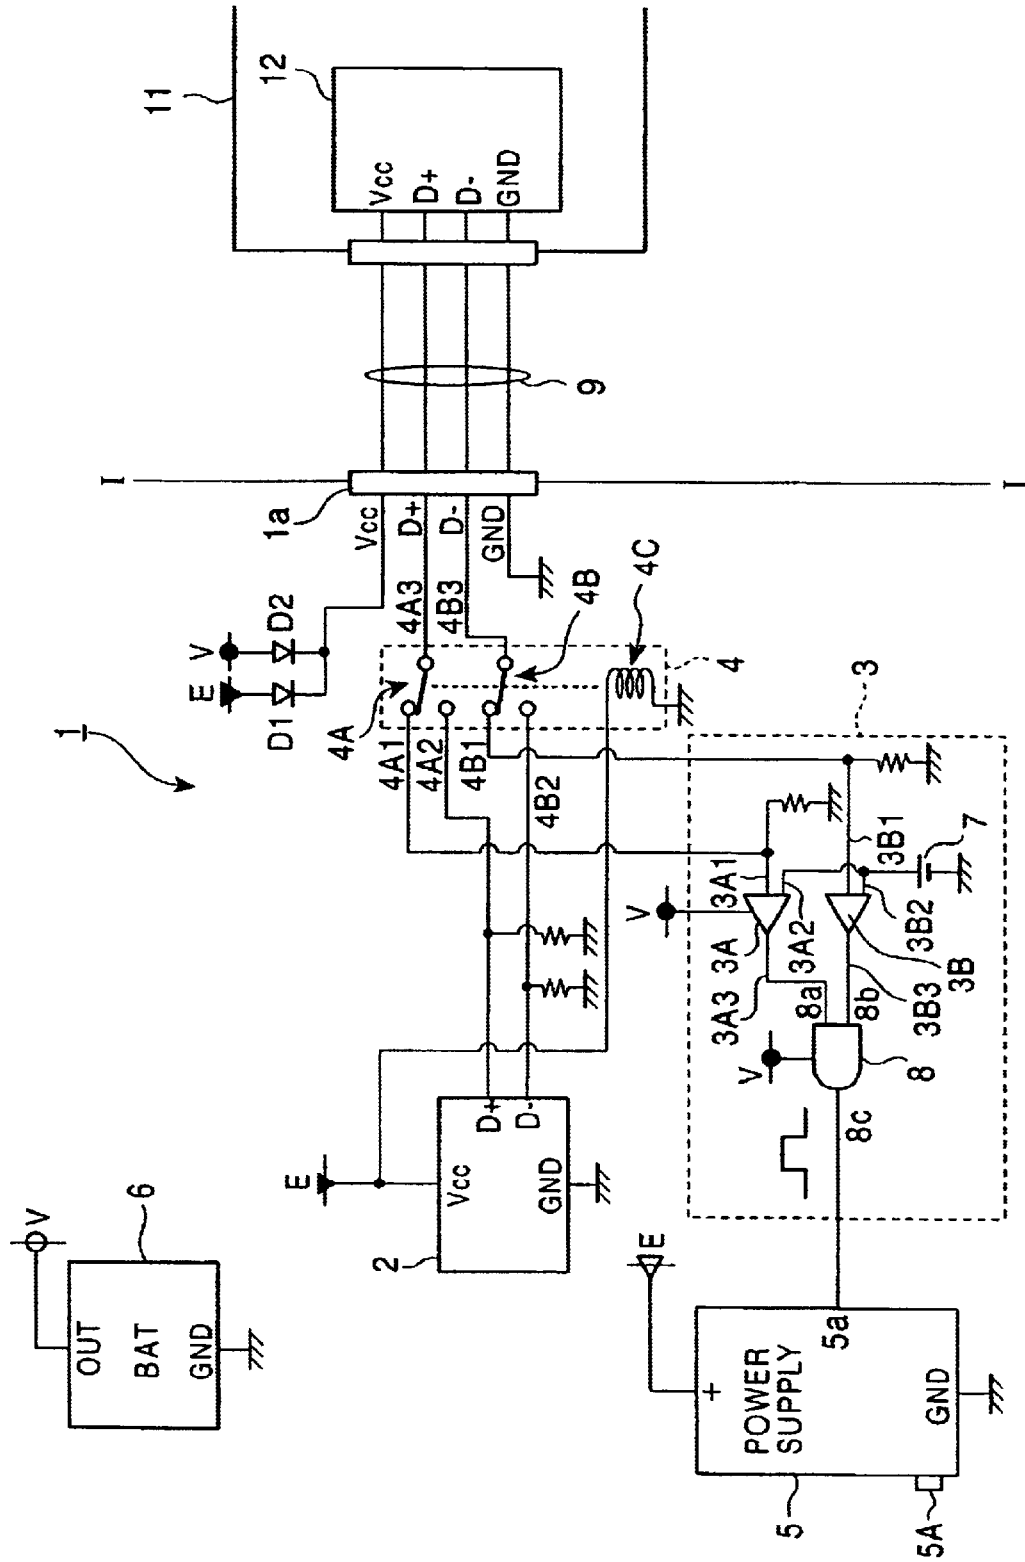 1
11
12
Vcc
D+
D-
GND
9
I
I
1a
Vcc
D+
D-
GND
E
V
D1
D2
4A3
4B3
4A
4B
4C
4
4A1
4A2
4B1
4B2
3
V
3A1
3A2
3A
3A3
3B1
3B2
3B
3B3
7
V
8a
8b
8
8c
E
2
Vcc
D+
D-
GND
V
6
OUT
BAT
GND
E
+
POWER
SUPPLY
5a
GND
5
5A